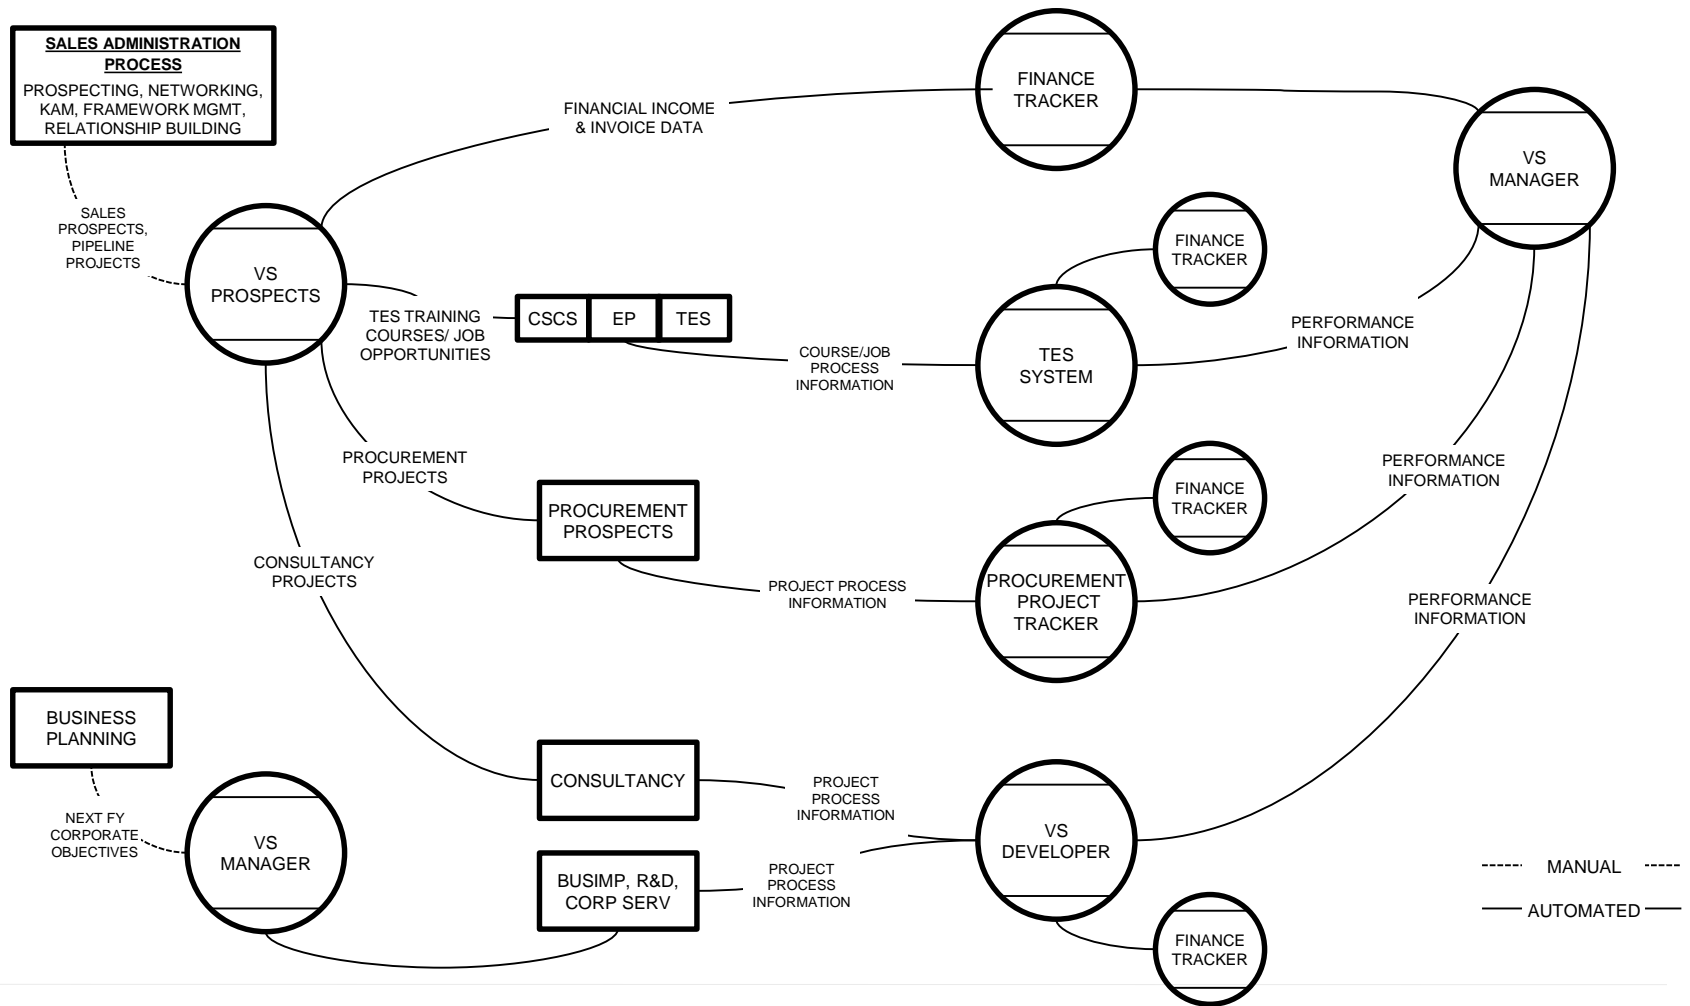 SALES ADMINISTRATION
PROCESS
PROSPECTING, NETWORKING,
KAM, FRAMEWORK MGMT,
RELATIONSHIP BUILDING
SALES
PROSPECTS,
PIPELINE
PROJECTS
VS
PROSPECTS
FINANCIAL INCOME
& INVOICE DATA
FINANCE
TRACKER
VS
MANAGER
TES TRAINING
COURSES/ JOB
OPPORTUNITIES
CSCS
EP
TES
COURSE/JOB
PROCESS
INFORMATION
FINANCE
TRACKER
TES
SYSTEM
PERFORMANCE
INFORMATION
PROCUREMENT
PROJECTS
PROCUREMENT
PROSPECTS
PROJECT PROCESS
INFORMATION
FINANCE
TRACKER
PROCUREMENT
PROJECT
TRACKER
PERFORMANCE
INFORMATION
CONSULTANCY
PROJECTS
PERFORMANCE
INFORMATION
BUSINESS
PLANNING
NEXT FY
CORPORATE
OBJECTIVES
VS
MANAGER
CONSULTANCY
PROJECT
PROCESS
INFORMATION
BUSIMP, R&D,
CORP SERV
PROJECT
PROCESS
INFORMATION
VS
DEVELOPER
FINANCE
TRACKER
MANUAL
AUTOMATED